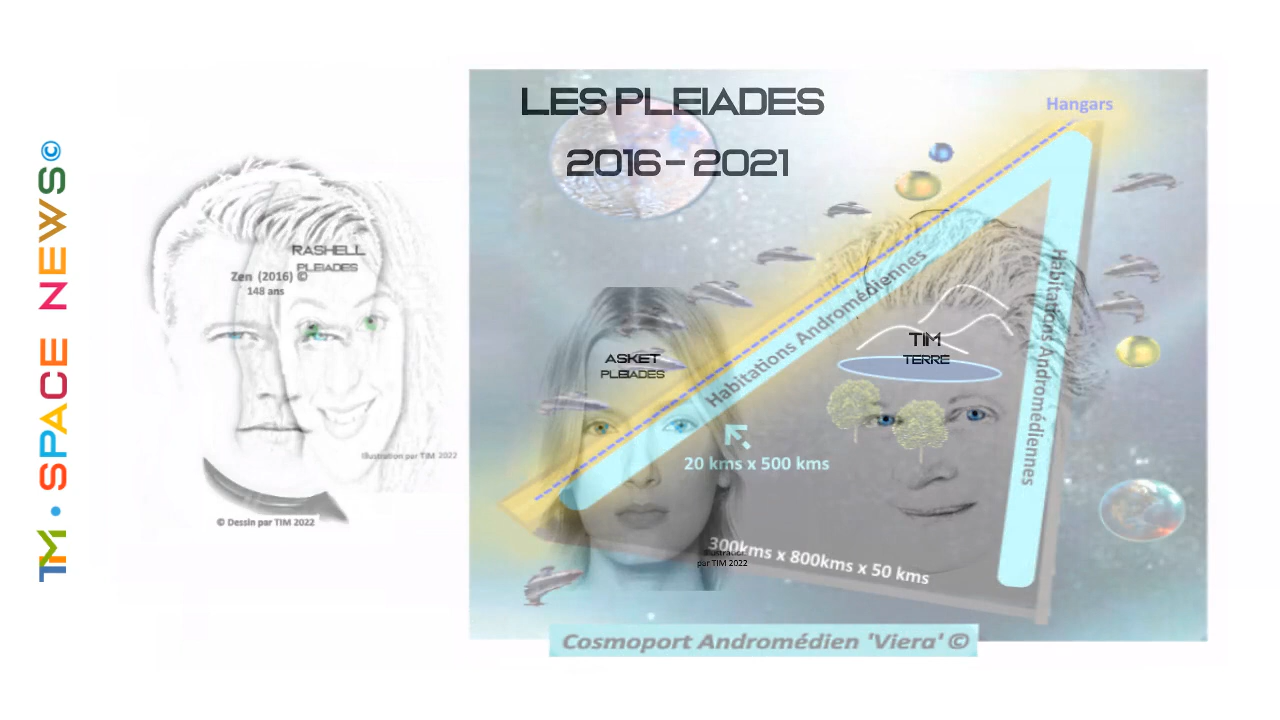 TIM • SPACE NEWS©
LES PLEIADES
2016 - 2021
Hangars
RASHELL
PLEIADES
Zen (2016) ©
148 ans
Illustration par TIM 2022
© Dessin par TIM 2022
ASKET
PLEIADES
TIM
TERRE
Habitations Andromédiennes
Habitations Andromédiennes
20 kms x 500 kms
300kms x 800kms x 50 kms
Illustration
par TIM 2022
Cosmoport Andromédien 'Viera' ©